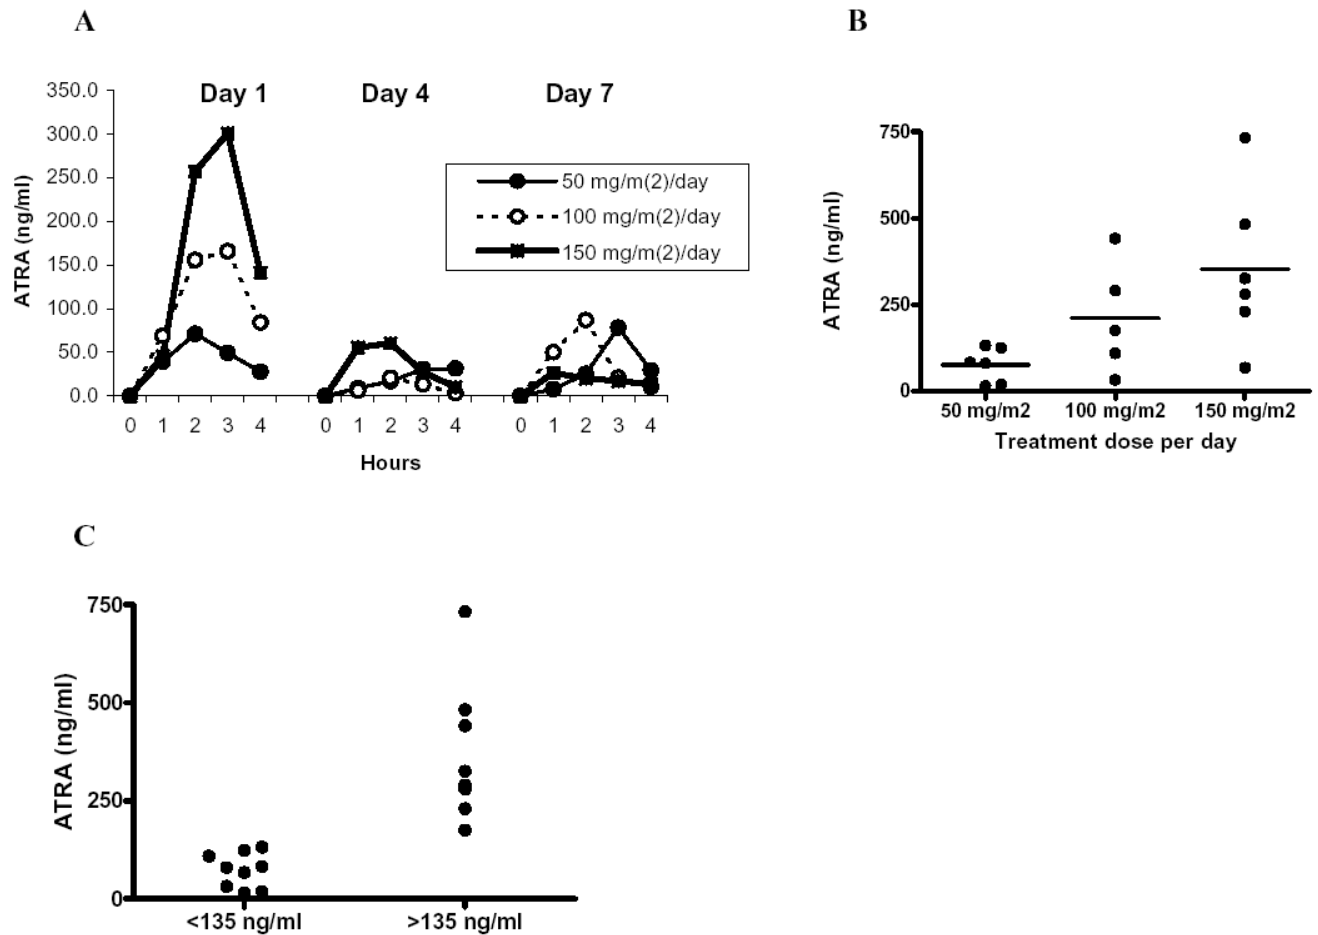 A
B
Day 1
Day 4
Day 7
350.0
300.0
250.0
200.0
150.0
100.0
50.0
0.0
ATRA (ng/ml)
50 mg/m(2)/day
100 mg/m(2)/day
150 mg/m(2)/day
0 1 2 3 4 0 1 2 3 4 0 1 2 3 4
Hours
750
500
250
0
ATRA (ng/ml)
50 mg/m2 100 mg/m2 150 mg/m2
Treatment dose per day
C
750
500
250
0
ATRA (ng/ml)
<135 ng/ml >135 ng/ml